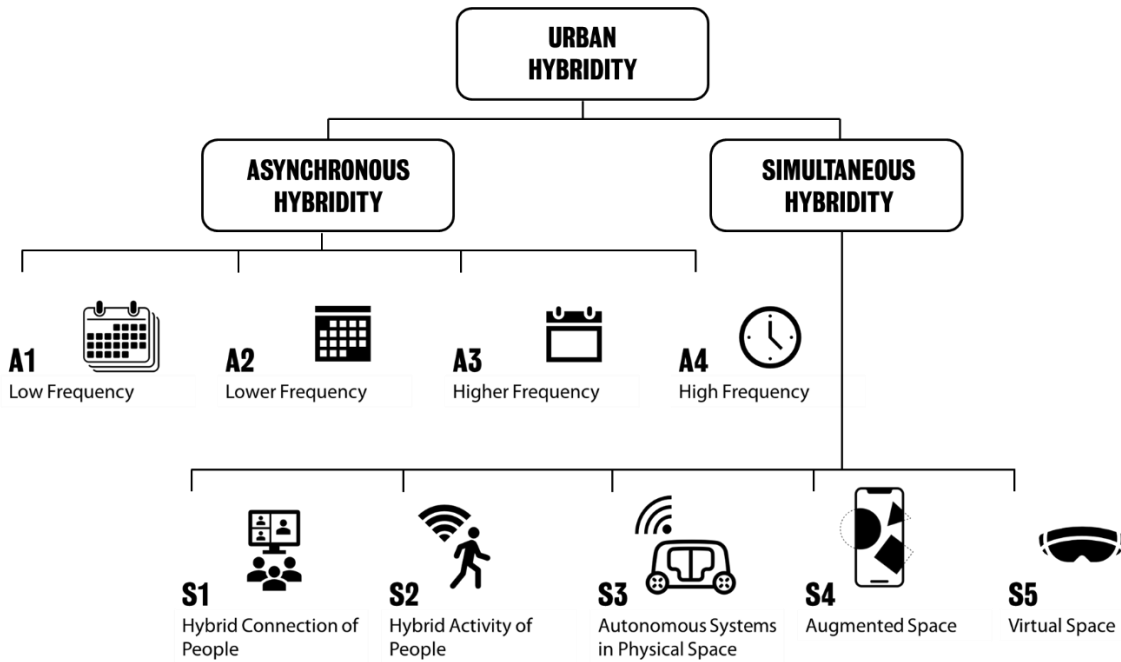 URBAN
HYBRIDITY
ASYNCHRONOUS
HYBRIDITY
SIMULTANEOUS
HYBRIDITY
A1
Low Frequency
A2
Lower Frequency
A3
Higher Frequency
A4
High Frequency
S1
Hybrid Connection of
People
S2
Hybrid Activity of
People
S3
Autonomous Systems
in Physical Space
S4
Augmented Space
S5
Virtual Space